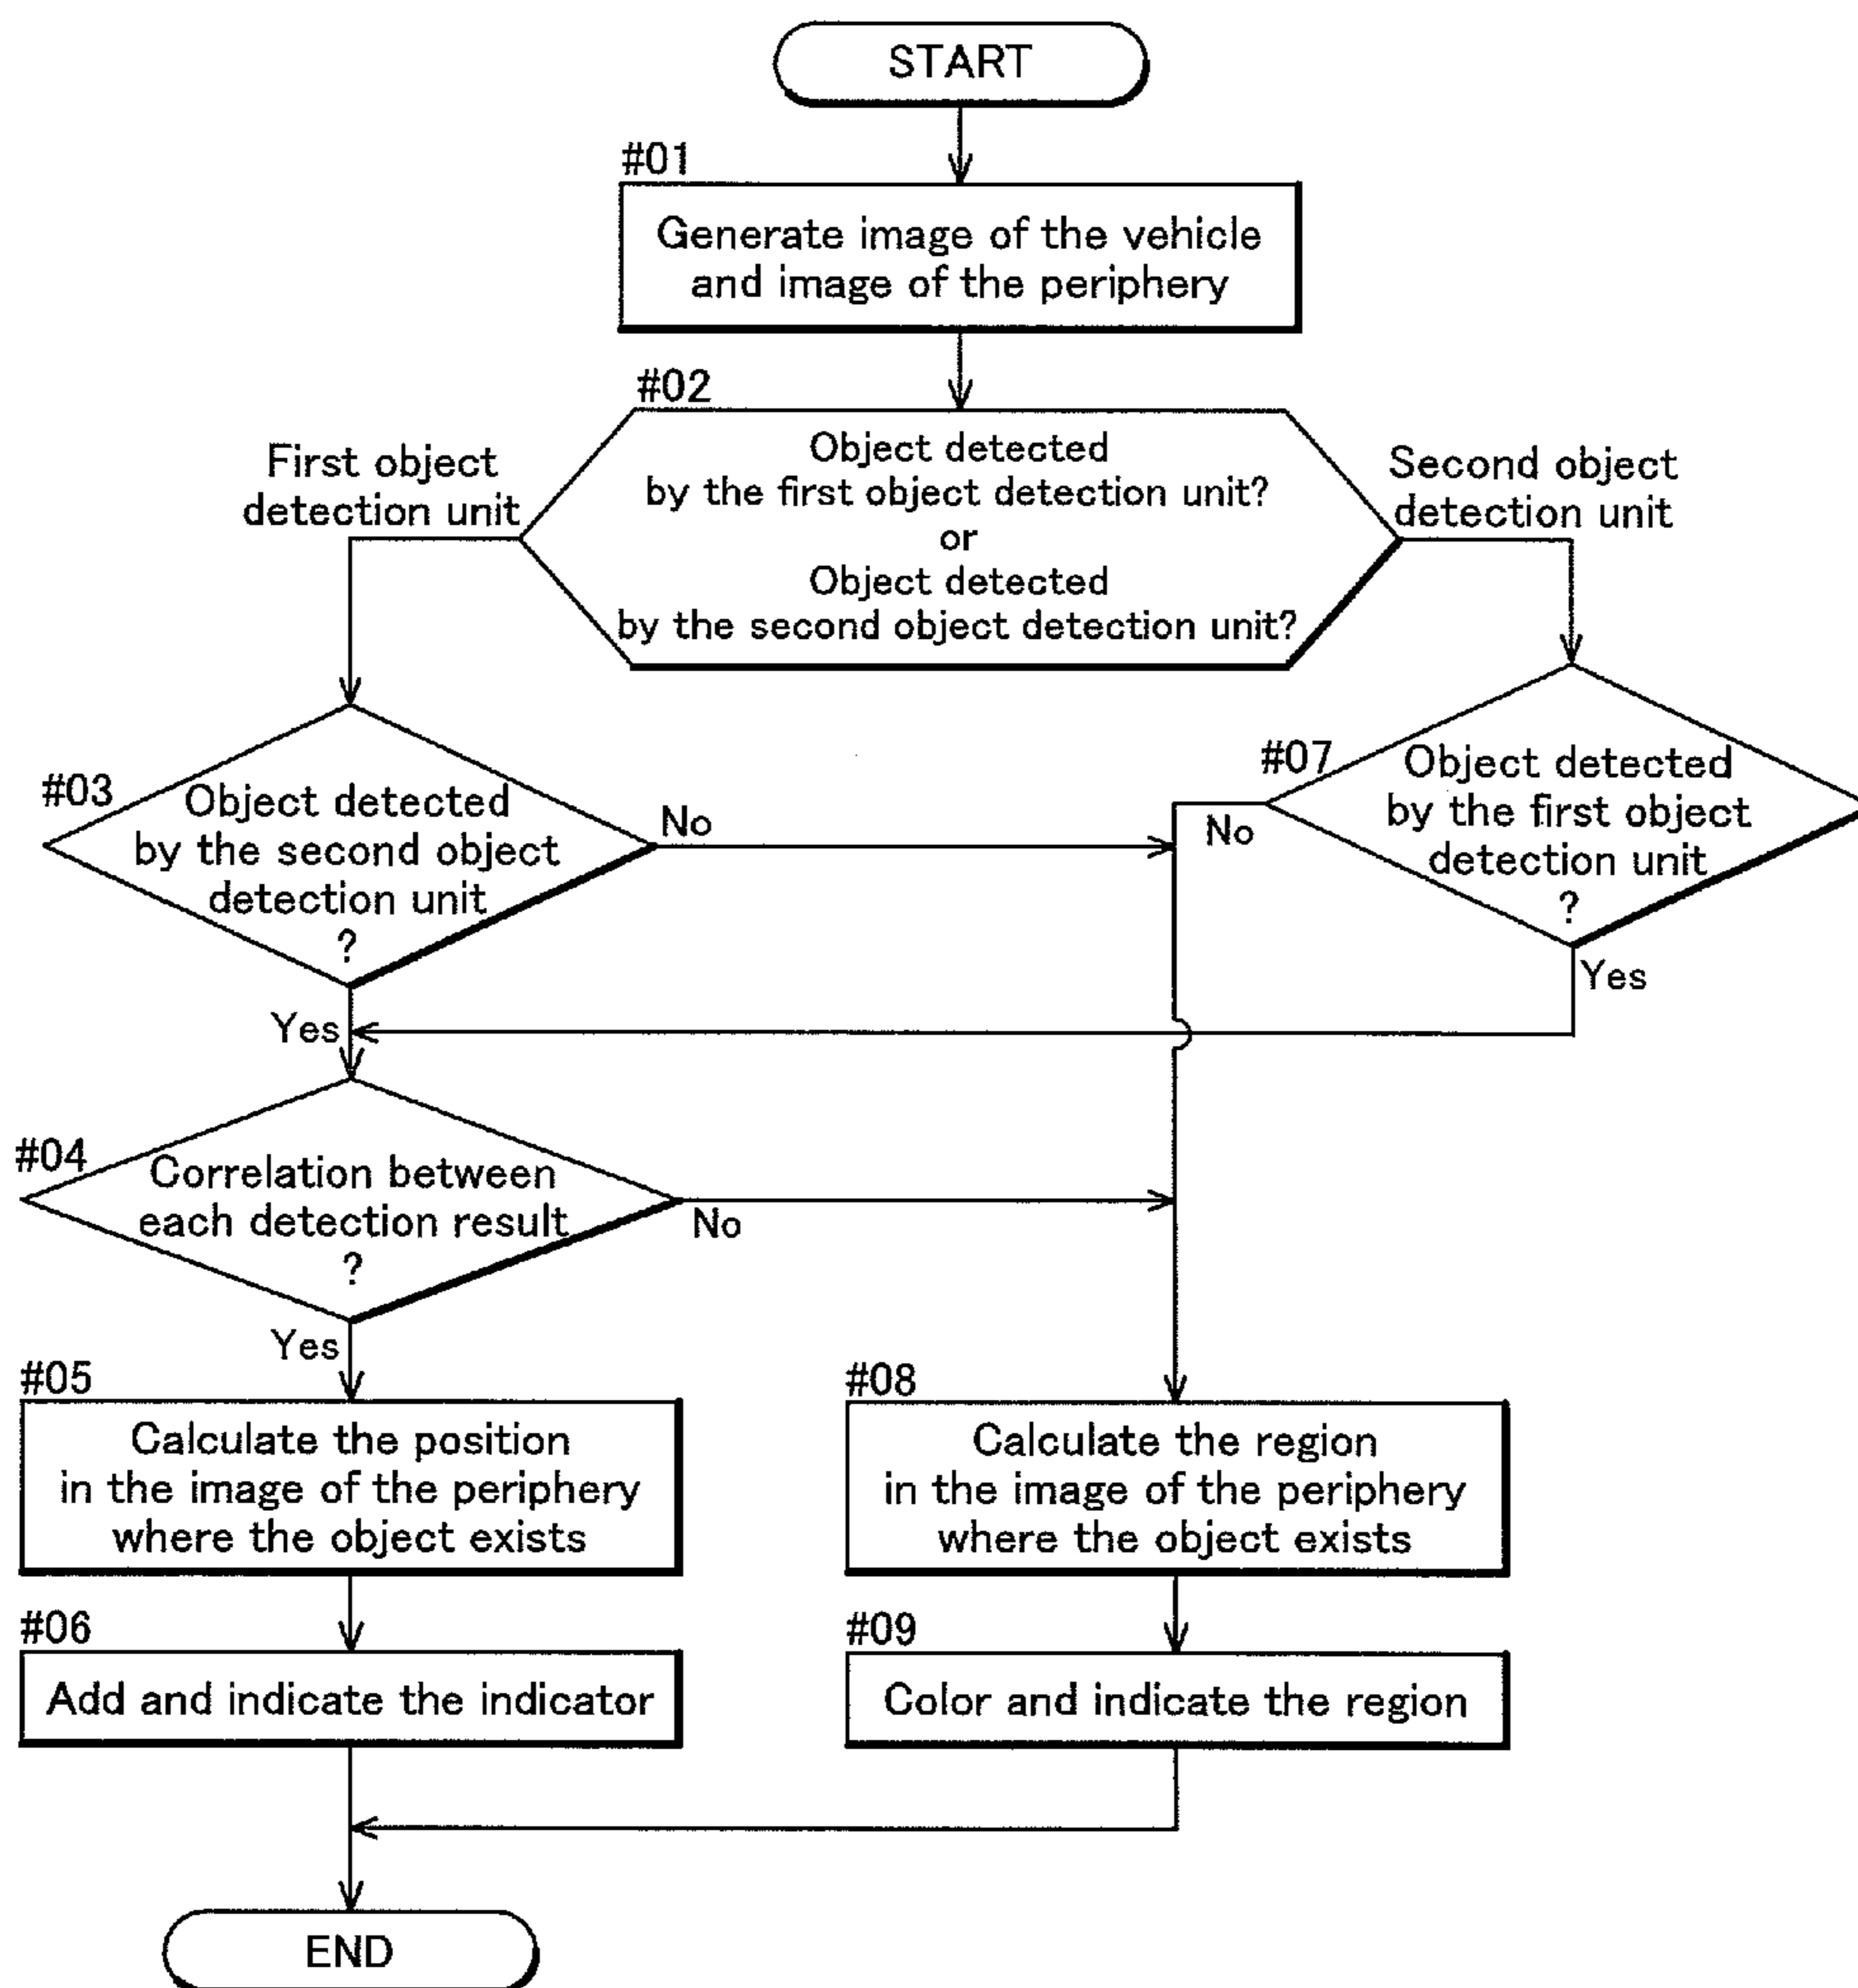 START
#01
Generate image of the vehicle
and image of the periphery
#02
Object detected
by the first object detection unit?
or
Object detected
by the second object detection unit?
First object
detection unit
Second object
detection unit
#03
Object detected
by the second object
detection unit
?
No
Yes
#07
Object detected
by the first object
detection unit
?
No
Yes
#04
Correlation between
each detection result
?
No
Yes
#05
Calculate the position
in the image of the periphery
where the object exists
#08
Calculate the region
in the image of the periphery
where the object exists
#06
Add and indicate the indicator
#09
Color and indicate the region
END